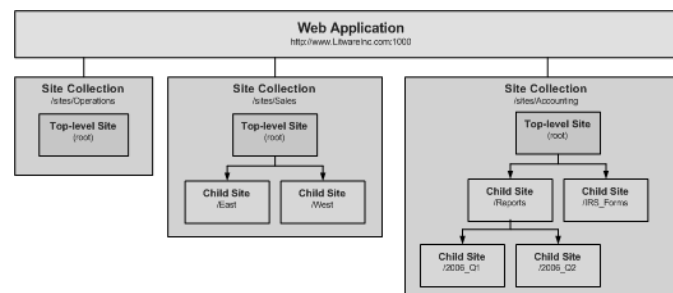 Web Application
http://www.LitwareInc.com:1000
Site Collection
/sites/Operations
Top-level Site
(root)
Site Collection
/sites/Sales
Top-level Site
(root)
Child Site
/East
Child Site
/West
Site Collection
/sites/Accounting
Top-level Site
(root)
Child Site
/Reports
Child Site
/IRS_Forms
Child Site
/2006_Q1
Child Site
/2006_Q2